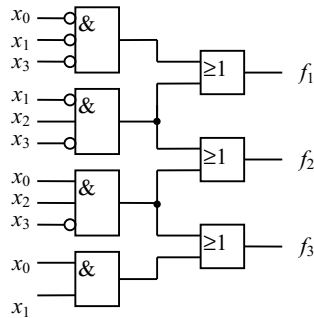 x₀ &
x₁
x₃
≥1 f₁
x₁ &
x₂
x₃
≥1 f₂
x₀ &
x₂
x₃
≥1 f₃
x₀ &
x₁